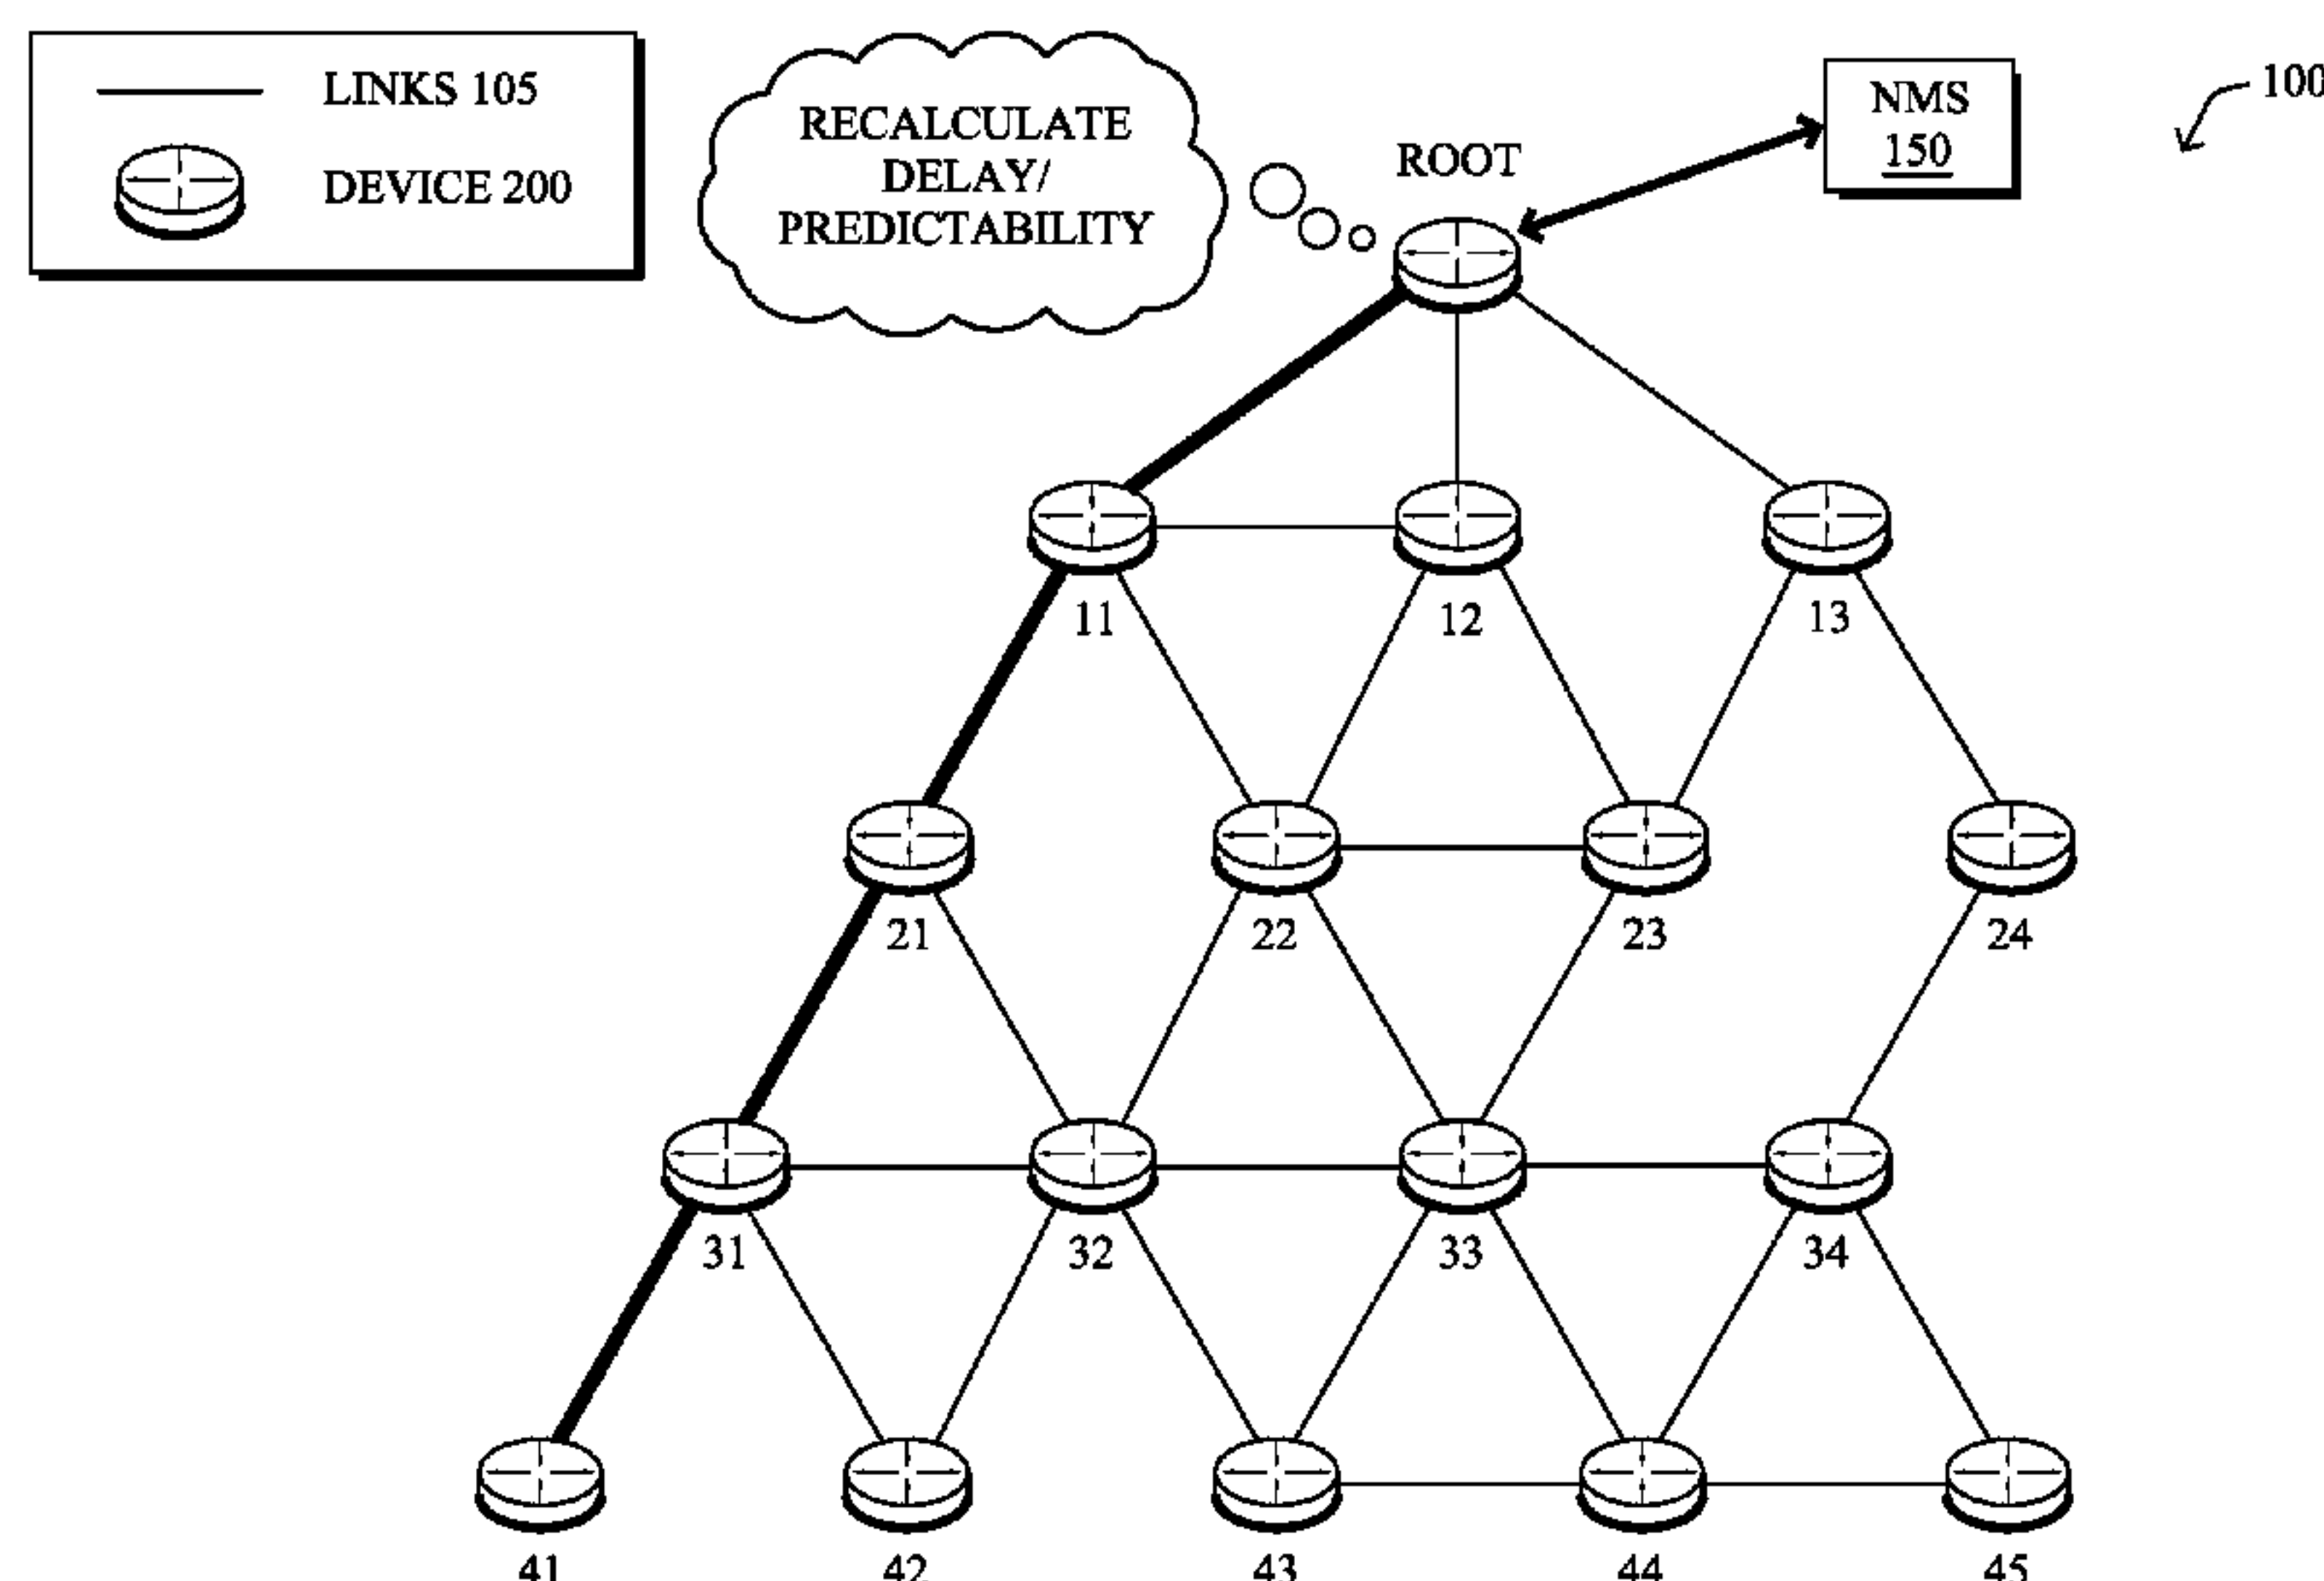 LINKS 105
DEVICE 200
RECALCULATE
DELAY/
PREDICTABILITY
ROOT
NMS
150
100
11
12
13
21
22
23
24
31
32
33
34
41
42
43
44
45